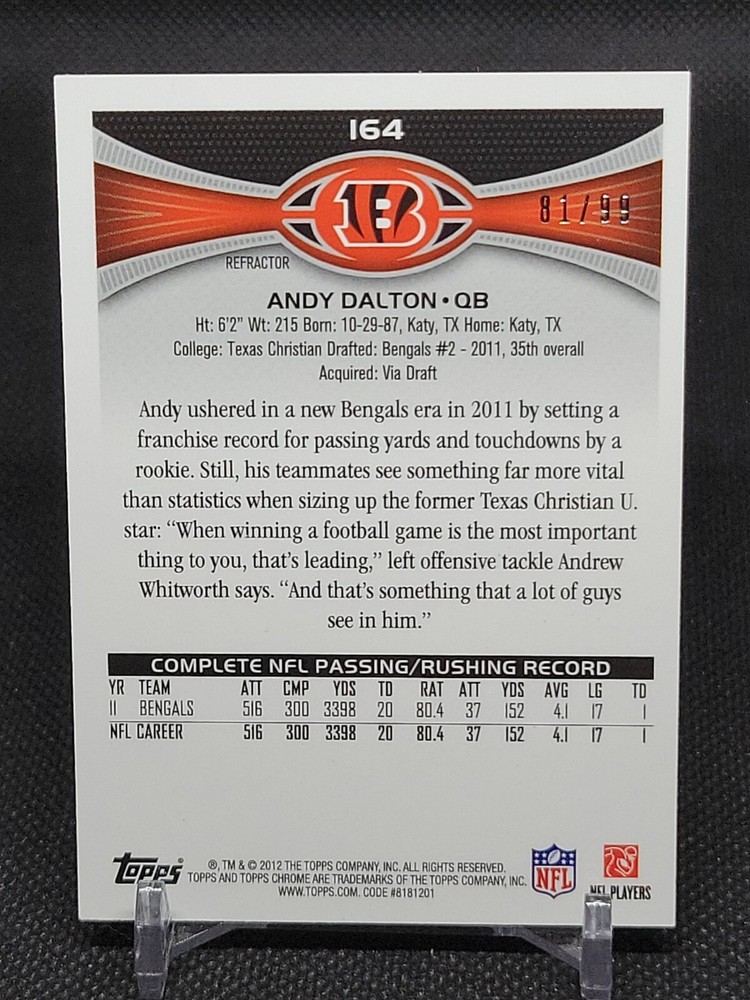 164
B
81/99
REFRACTOR
ANDY DALTON • QB
Ht: 6'2" Wt: 215 Born: 10-29-87, Katy, TX Home: Katy, TX
College: Texas Christian Drafted: Bengals #2 - 2011, 35th overall
Acquired: Via Draft
Andy ushered in a new Bengals era in 2011 by setting a
franchise record for passing yards and touchdowns by a
rookie. Still, his teammates see something far more vital
than statistics when sizing up the former Texas Christian U.
star: “When winning a football game is the most important
thing to you, that’s leading,” left offensive tackle Andrew
Whitworth says. “And that’s something that a lot of guys
see in him.”
COMPLETE NFL PASSING/RUSHING RECORD
YR TEAM ATT CMP YDS TD RAT ATT YDS AVG LG TD
11 BENGALS 516 300 3398 20 80.4 37 152 4.1 17 1
NFL CAREER 516 300 3398 20 80.4 37 152 4.1 17 1
Topps
®, TM & © 2012 THE TOPPS COMPANY, INC. ALL RIGHTS RESERVED.
TOPPS AND TOPPS CHROME ARE TRADEMARKS OF THE TOPPS COMPANY, INC.
WWW.TOPPS.COM. CODE #8181201
NFL
NFL PLAYERS